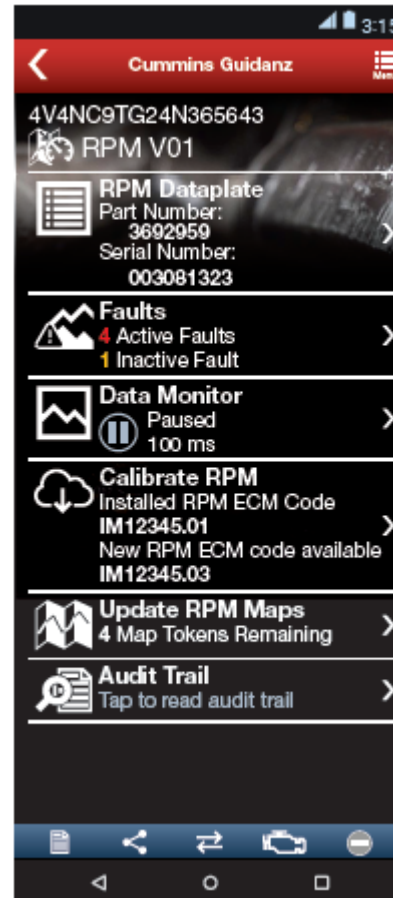 3:15
Cummins Guidanz
Menu
4V4NC9TG24N365643
RPM V01
RPM Dataplate
Part Number:
3692959
Serial Number:
003081323
Faults
4 Active Faults
1 Inactive Fault
Data Monitor
Paused
100 ms
Calibrate RPM
Installed RPM ECM Code
IM12345.01
New RPM ECM code available
IM12345.03
Update RPM Maps
4 Map Tokens Remaining
Audit Trail
Tap to read audit trail